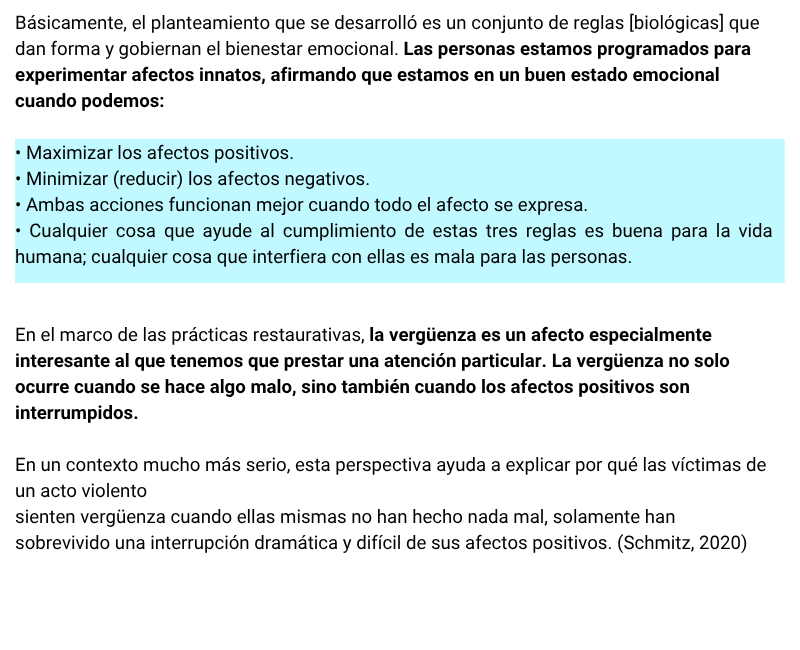 Básicamente, el planteamiento que se desarrolló es un conjunto de reglas [biológicas] que
dan forma y gobiernan el bienestar emocional. Las personas estamos programados para
experimentar afectos innatos, afirmando que estamos en un buen estado emocional
cuando podemos:
• Maximizar los afectos positivos.
• Minimizar (reducir) los afectos negativos.
• Ambas acciones funcionan mejor cuando todo el afecto se expresa.
• Cualquier cosa que ayude al cumplimiento de estas tres reglas es buena para la vida
humana; cualquier cosa que interfiera con ellas es mala para las personas.
En el marco de las prácticas restaurativas, la vergüenza es un afecto especialmente
interesante al que tenemos que prestar una atención particular. La vergüenza no solo
ocurre cuando se hace algo malo, sino también cuando los afectos positivos son
interrumpidos.
En un contexto mucho más serio, esta perspectiva ayuda a explicar por qué las víctimas de
un acto violento
sienten vergüenza cuando ellas mismas no han hecho nada mal, solamente han
sobrevivido una interrupción dramática y difícil de sus afectos positivos. (Schmitz, 2020)